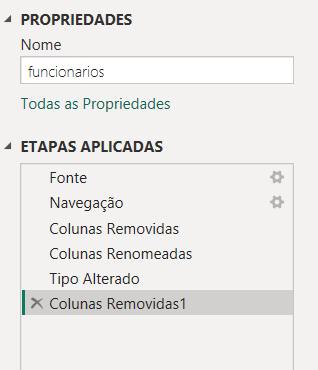 PROPRIEDADES
Nome
funcionarios
Todas as Propriedades
ETAPAS APLICADAS
Fonte
Navegação
Colunas Removidas
Colunas Renomeadas
Tipo Alterado
Colunas Removidas1